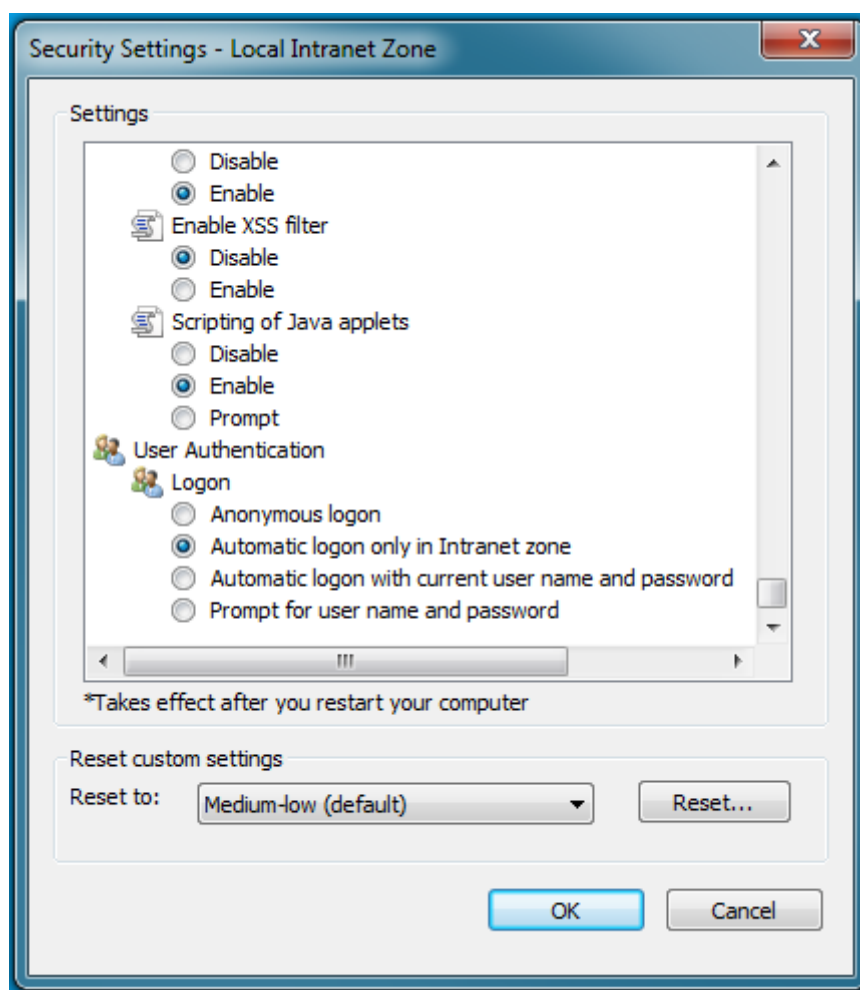 Security Settings - Local Intranet Zone
Settings
Disable
Enable
Enable XSS filter
Disable
Enable
Scripting of Java applets
Disable
Enable
Prompt
User Authentication
Logon
Anonymous logon
Automatic logon only in Intranet zone
Automatic logon with current user name and password
Prompt for user name and password
*Takes effect after you restart your computer
Reset custom settings
Reset to: Medium-low (default) Reset...
OK Cancel